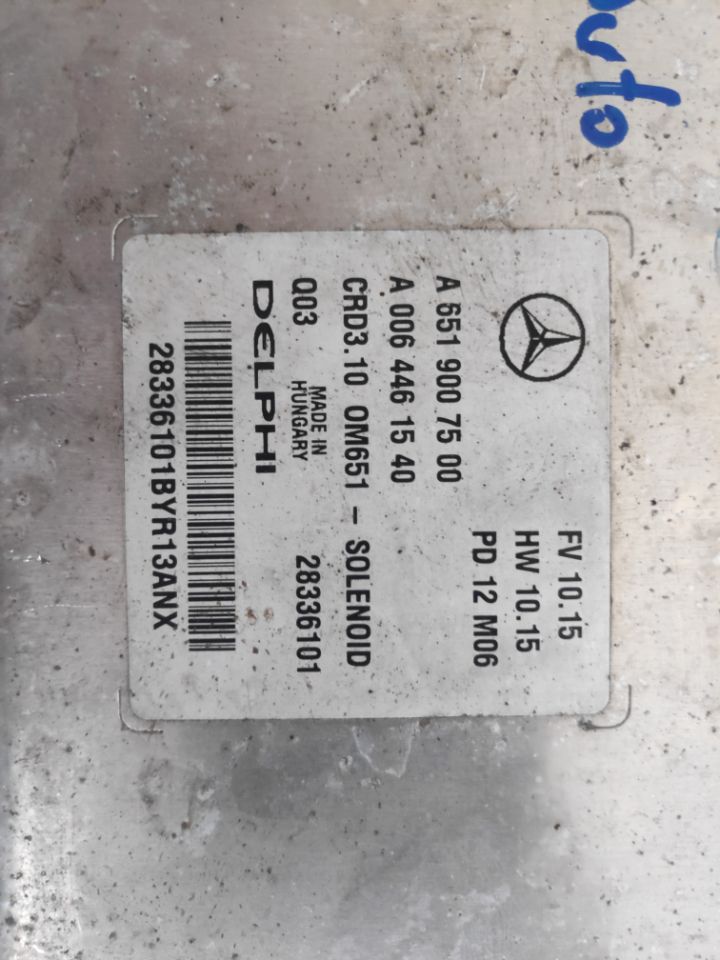 auto
FV 10.15
HW 10.15
PD 12 M06
A 651 900 75 00
A 006 446 15 40
CRD3.10 OM651 – SOLENOID
Q03 MADE IN HUNGARY 28336101
DELPHI
28336101BYR13ANX